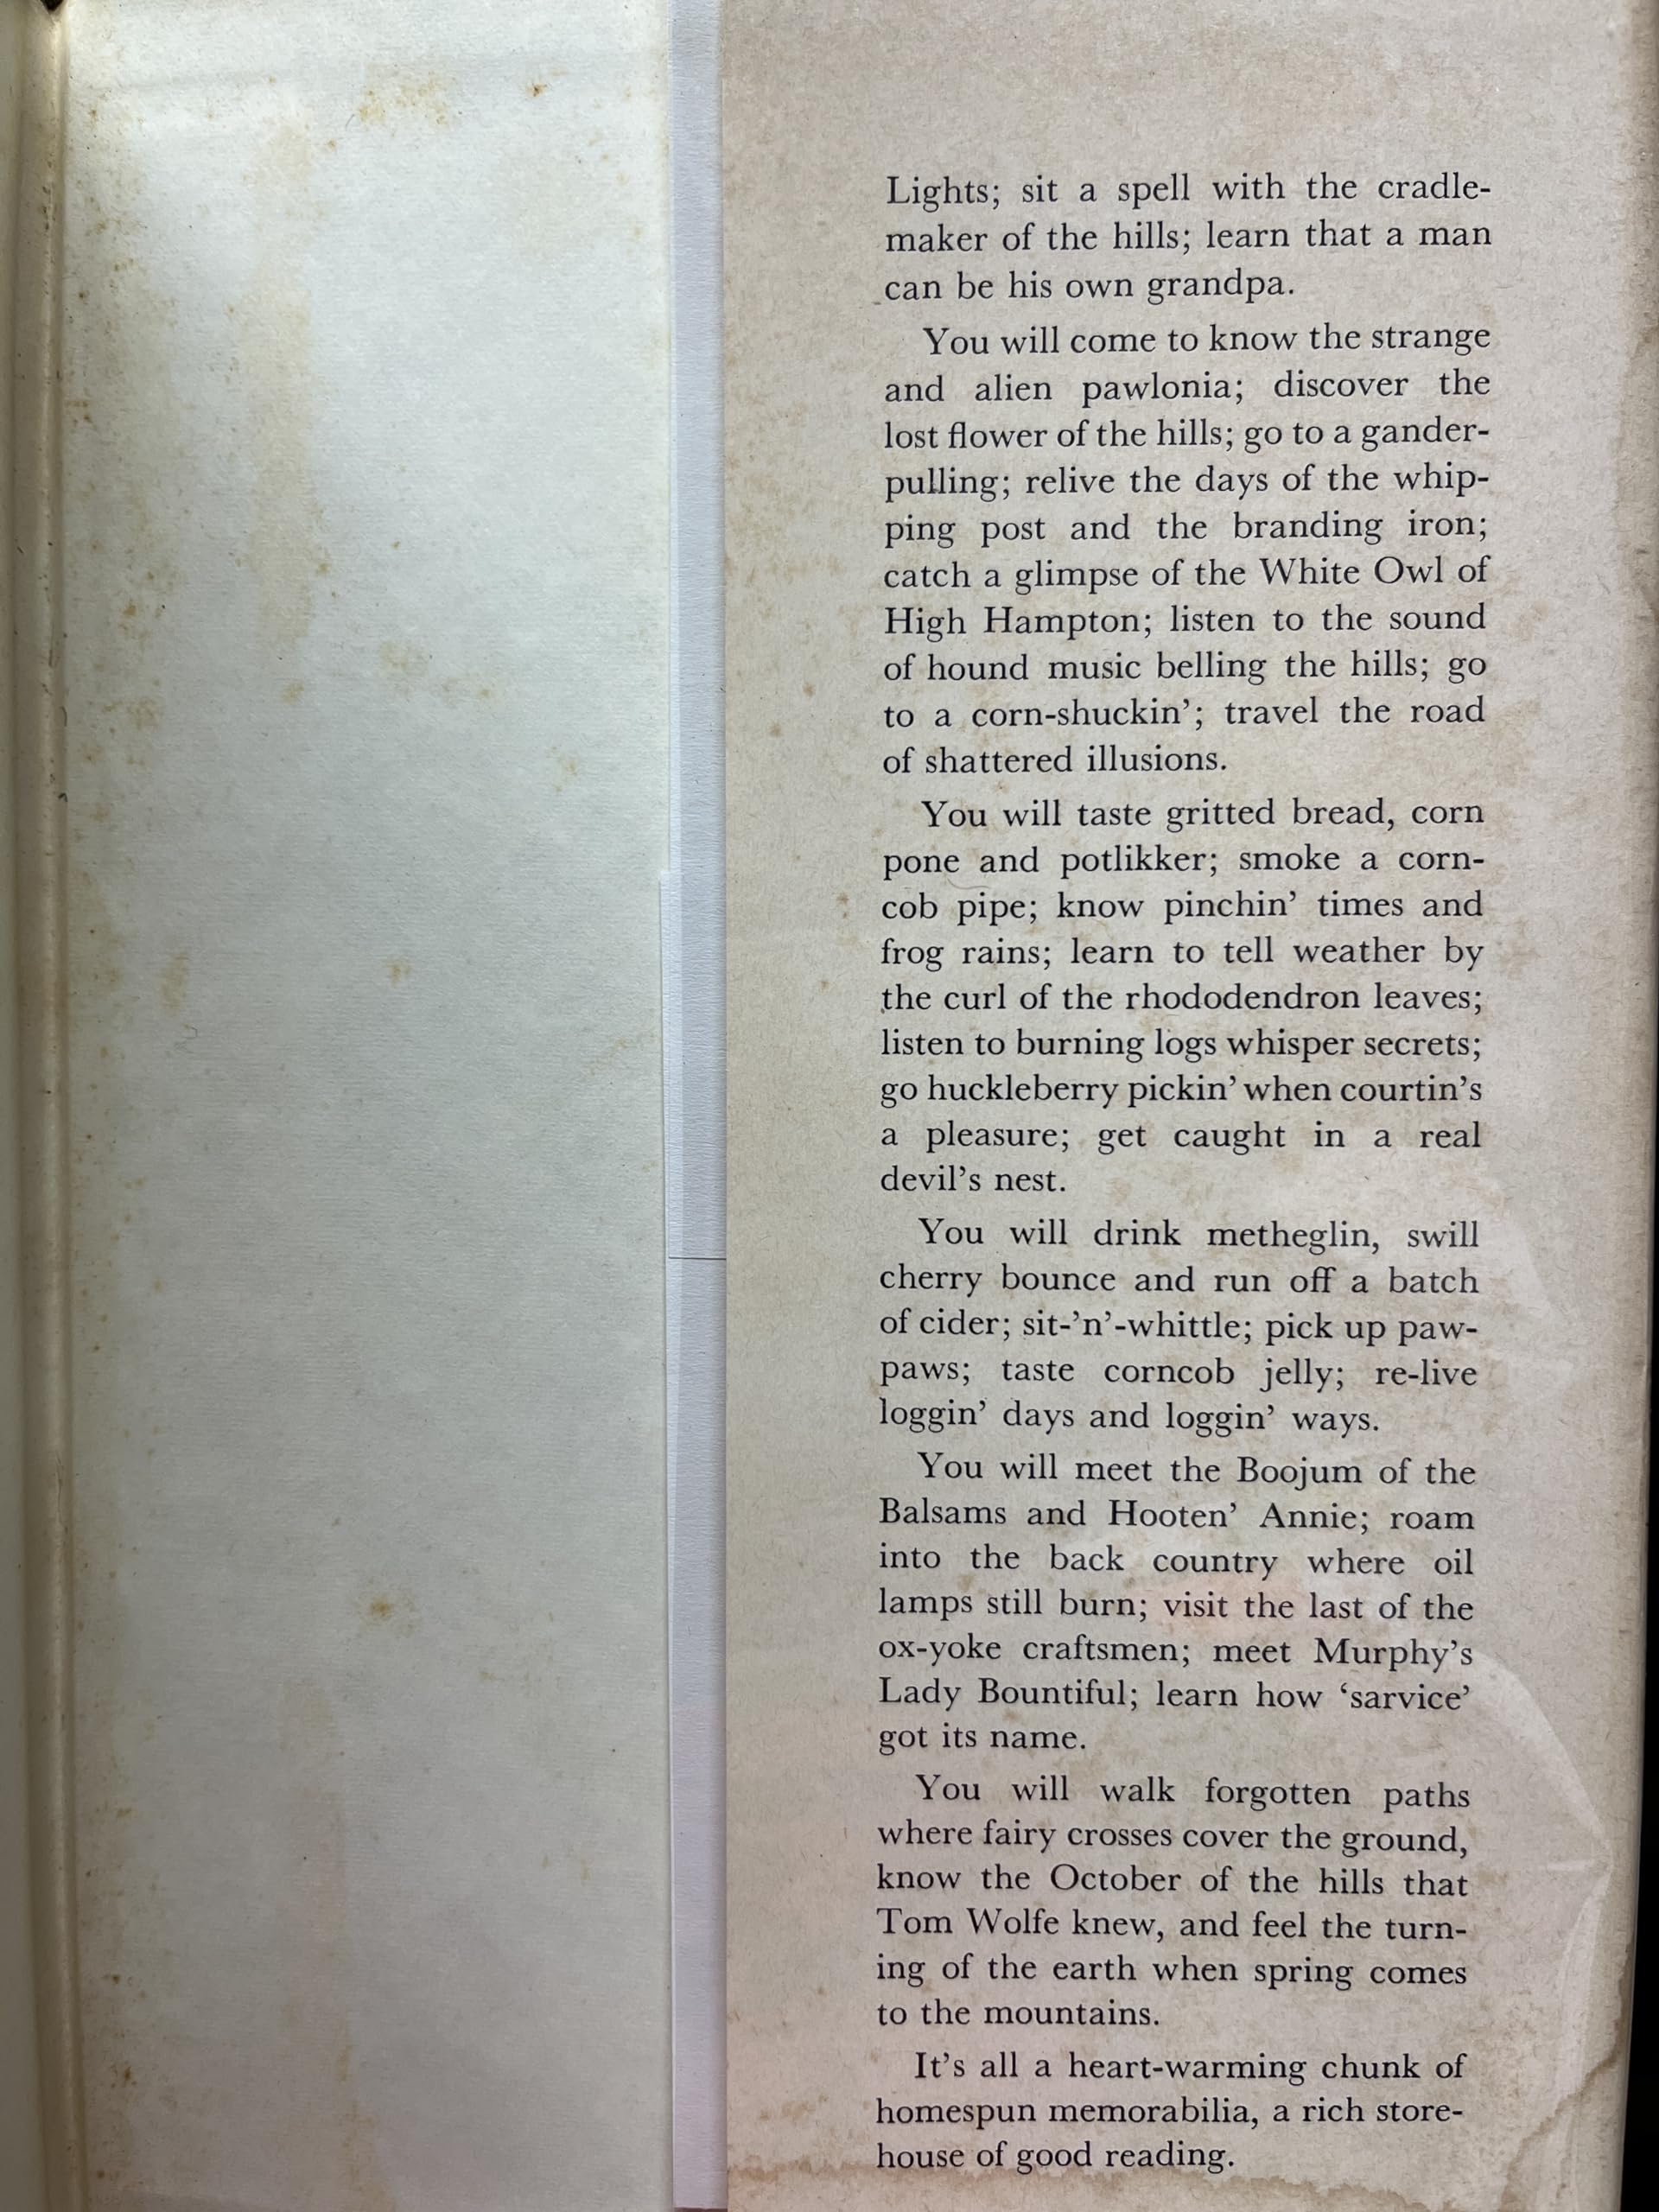 Lights; sit a spell with the cradle-
maker of the hills; learn that a man
can be his own grandpa.
You will come to know the strange
and alien pawlonia; discover the
lost flower of the hills; go to a gander-
pulling; relive the days of the whip-
ping post and the branding iron;
catch a glimpse of the White Owl of
High Hampton; listen to the sound
of hound music belling the hills; go
to a corn-shuckin’; travel the road
of shattered illusions.
You will taste gritted bread, corn
pone and potlikker; smoke a corn-
cob pipe; know pinchin’ times and
frog rains; learn to tell weather by
the curl of the rhododendron leaves;
listen to burning logs whisper secrets;
go huckleberry pickin’ when courtin’s
a pleasure; get caught in a real
devil’s nest.
You will drink metheglin, swill
cherry bounce and run off a batch
of cider; sit-’n’-whittle; pick up paw-
paws; taste corncob jelly; re-live
loggin’ days and loggin’ ways.
You will meet the Boojum of the
Balsams and Hooten’ Annie; roam
into the back country where oil
lamps still burn; visit the last of the
ox-yoke craftsmen; meet Murphy’s
Lady Bountiful; learn how ‘sarvice’
got its name.
You will walk forgotten paths
where fairy crosses cover the ground,
know the October of the hills that
Tom Wolfe knew, and feel the turn-
ing of the earth when spring comes
to the mountains.
It’s all a heart-warming chunk of
homespun memorabilia, a rich store-
house of good reading.